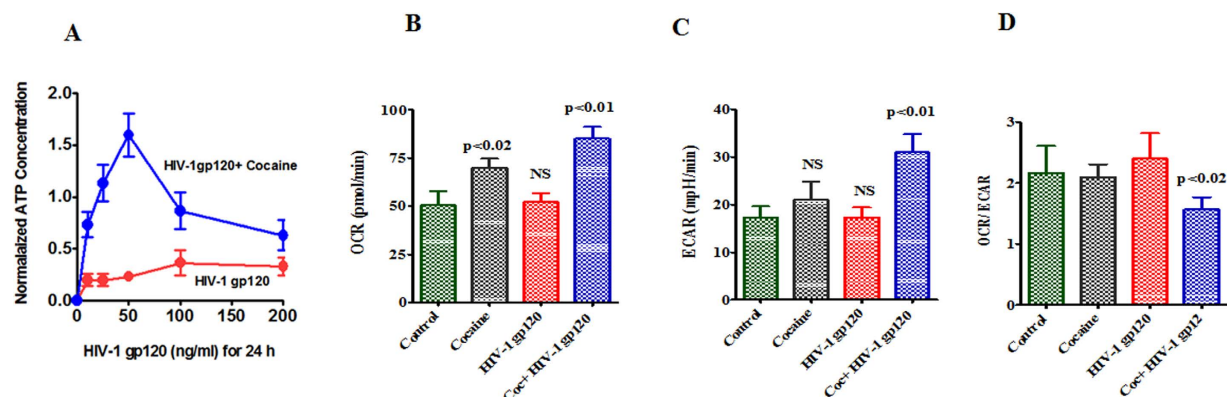 A
Normalized ATP Concentration
2.0
1.5
1.0
0.5
0.0
0
50
100
150
200
HIV-1gp120+ Cocaine
HIV-1 gp120
HIV-1 gp120 (ng/ml) for 24 h
B
OCR (pmol/min)
100
75
50
25
0
p<0.02
NS
p<0.01
Control
Cocaine
HIV-1 gp120
Coc+ HIV-1 gp120
C
ECAR (mpH/min)
40
30
20
10
0
NS
NS
p<0.01
Control
Cocaine
HIV-1 gp120
Coc+ HIV-1 gp120
D
OCR/ ECAR
3
2
1
0
p<0.02
Control
Cocaine
HIV-1 gp120
Coc+ HIV-1 gp12